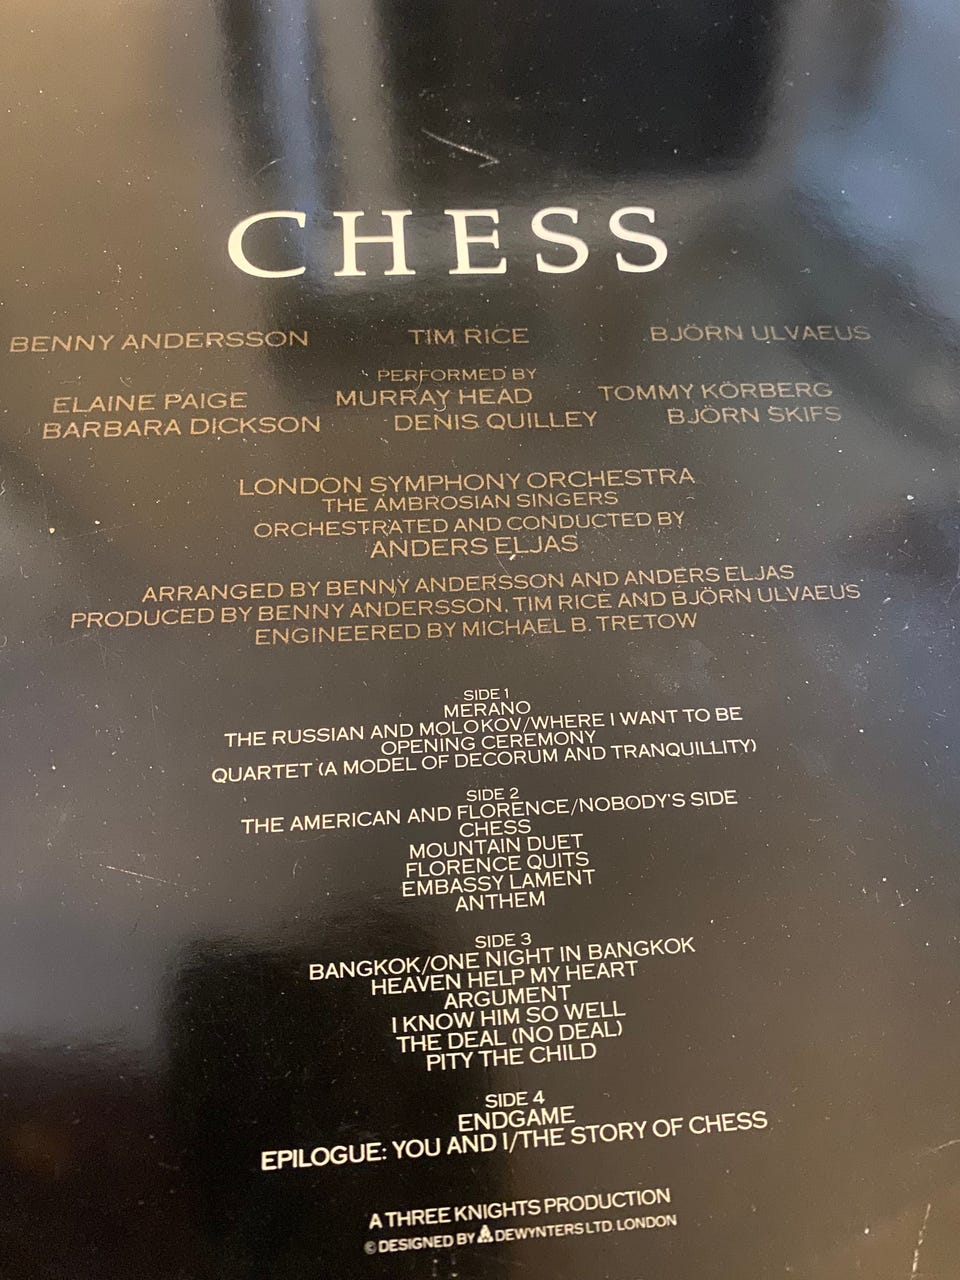 CHESS
BENNY ANDERSSON TIM RICE BJÖRN ULVAEUS
PERFORMED BY
ELAINE PAIGE MURRAY HEAD TOMMY KÖRBERG
BARBARA DICKSON DENIS QUILLEY BJÖRN SKIFS
LONDON SYMPHONY ORCHESTRA
THE AMBROSIAN SINGERS
ORCHESTRATED AND CONDUCTED BY
ANDERS ELJAS
ARRANGED BY BENNY ANDERSSON AND ANDERS ELJAS
PRODUCED BY BENNY ANDERSSON, TIM RICE AND BJÖRN ULVAEUS
ENGINEERED BY MICHAEL B. TRETOW
SIDE 1
MERANO
THE RUSSIAN AND MOLOKOV/WHERE I WANT TO BE
OPENING CEREMONY
QUARTET (A MODEL OF DECORUM AND TRANQUILLITY)
SIDE 2
THE AMERICAN AND FLORENCE/NOBODY'S SIDE
CHESS
MOUNTAIN DUET
FLORENCE QUITS
EMBASSY LAMENT
ANTHEM
SIDE 3
BANGKOK/ONE NIGHT IN BANGKOK
HEAVEN HELP MY HEART
ARGUMENT
I KNOW HIM SO WELL
THE DEAL (NO DEAL)
PITY THE CHILD
SIDE 4
ENDGAME
EPILOGUE: YOU AND I/THE STORY OF CHESS
A THREE KNIGHTS PRODUCTION
© DESIGNED BY DEWYNTERS LTD. LONDON